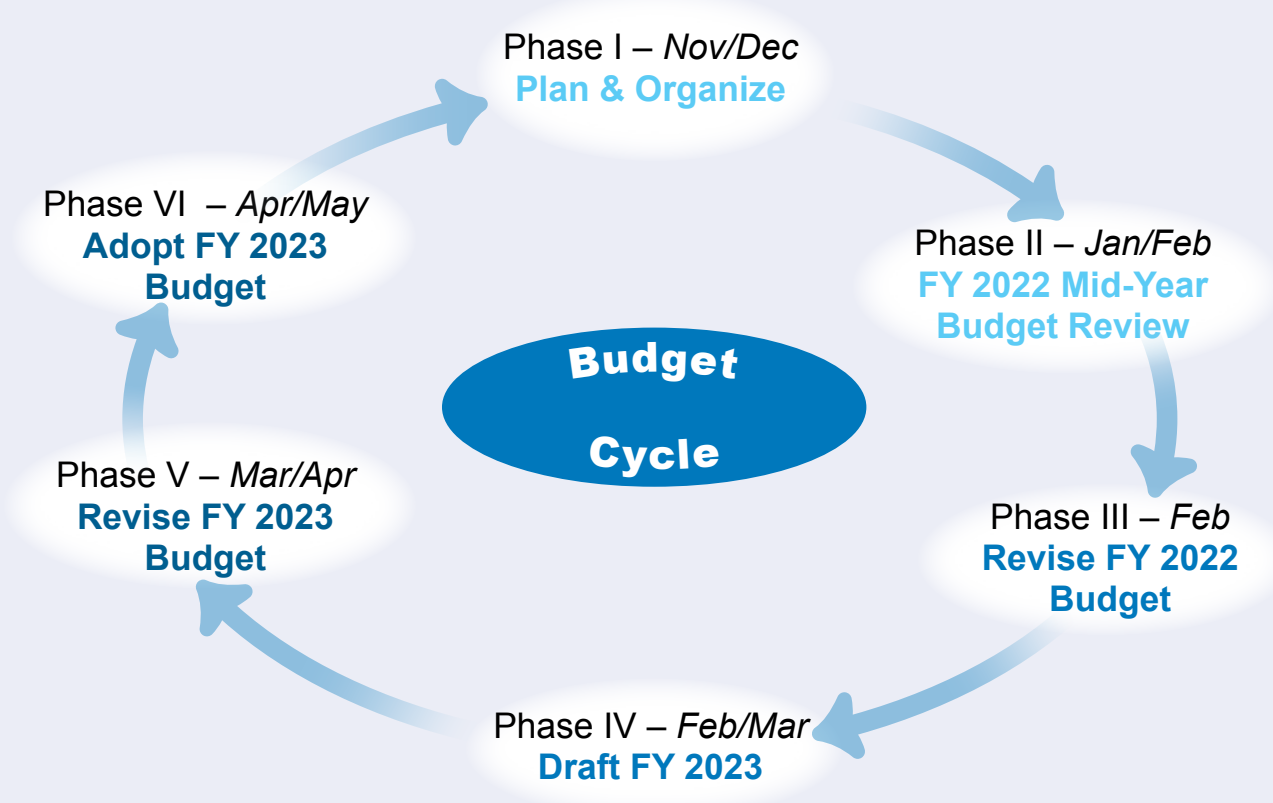 Phase I – Nov/Dec
Plan & Organize
Phase II – Jan/Feb
FY 2022 Mid-Year
Budget Review
Phase III – Feb
Revise FY 2022
Budget
Phase IV – Feb/Mar
Draft FY 2023
Phase V – Mar/Apr
Revise FY 2023
Budget
Phase VI – Apr/May
Adopt FY 2023
Budget
Budget
Cycle